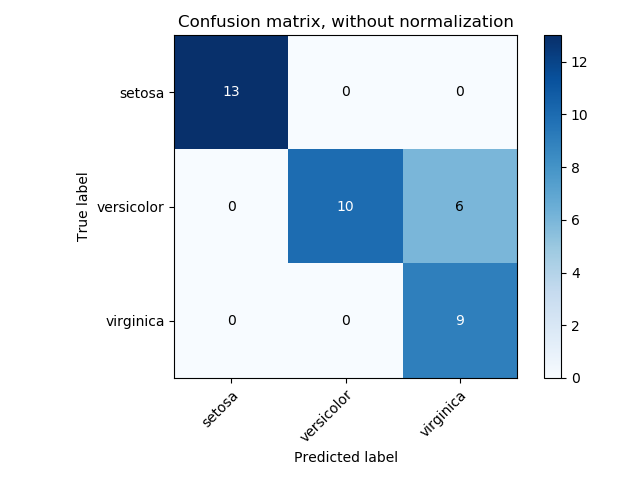 Confusion matrix, without normalization
True label
setosa
versicolor
virginica
13 0 0
0 10 6
0 0 9
setosa versicolor virginica
Predicted label
12
10
8
6
4
2
0